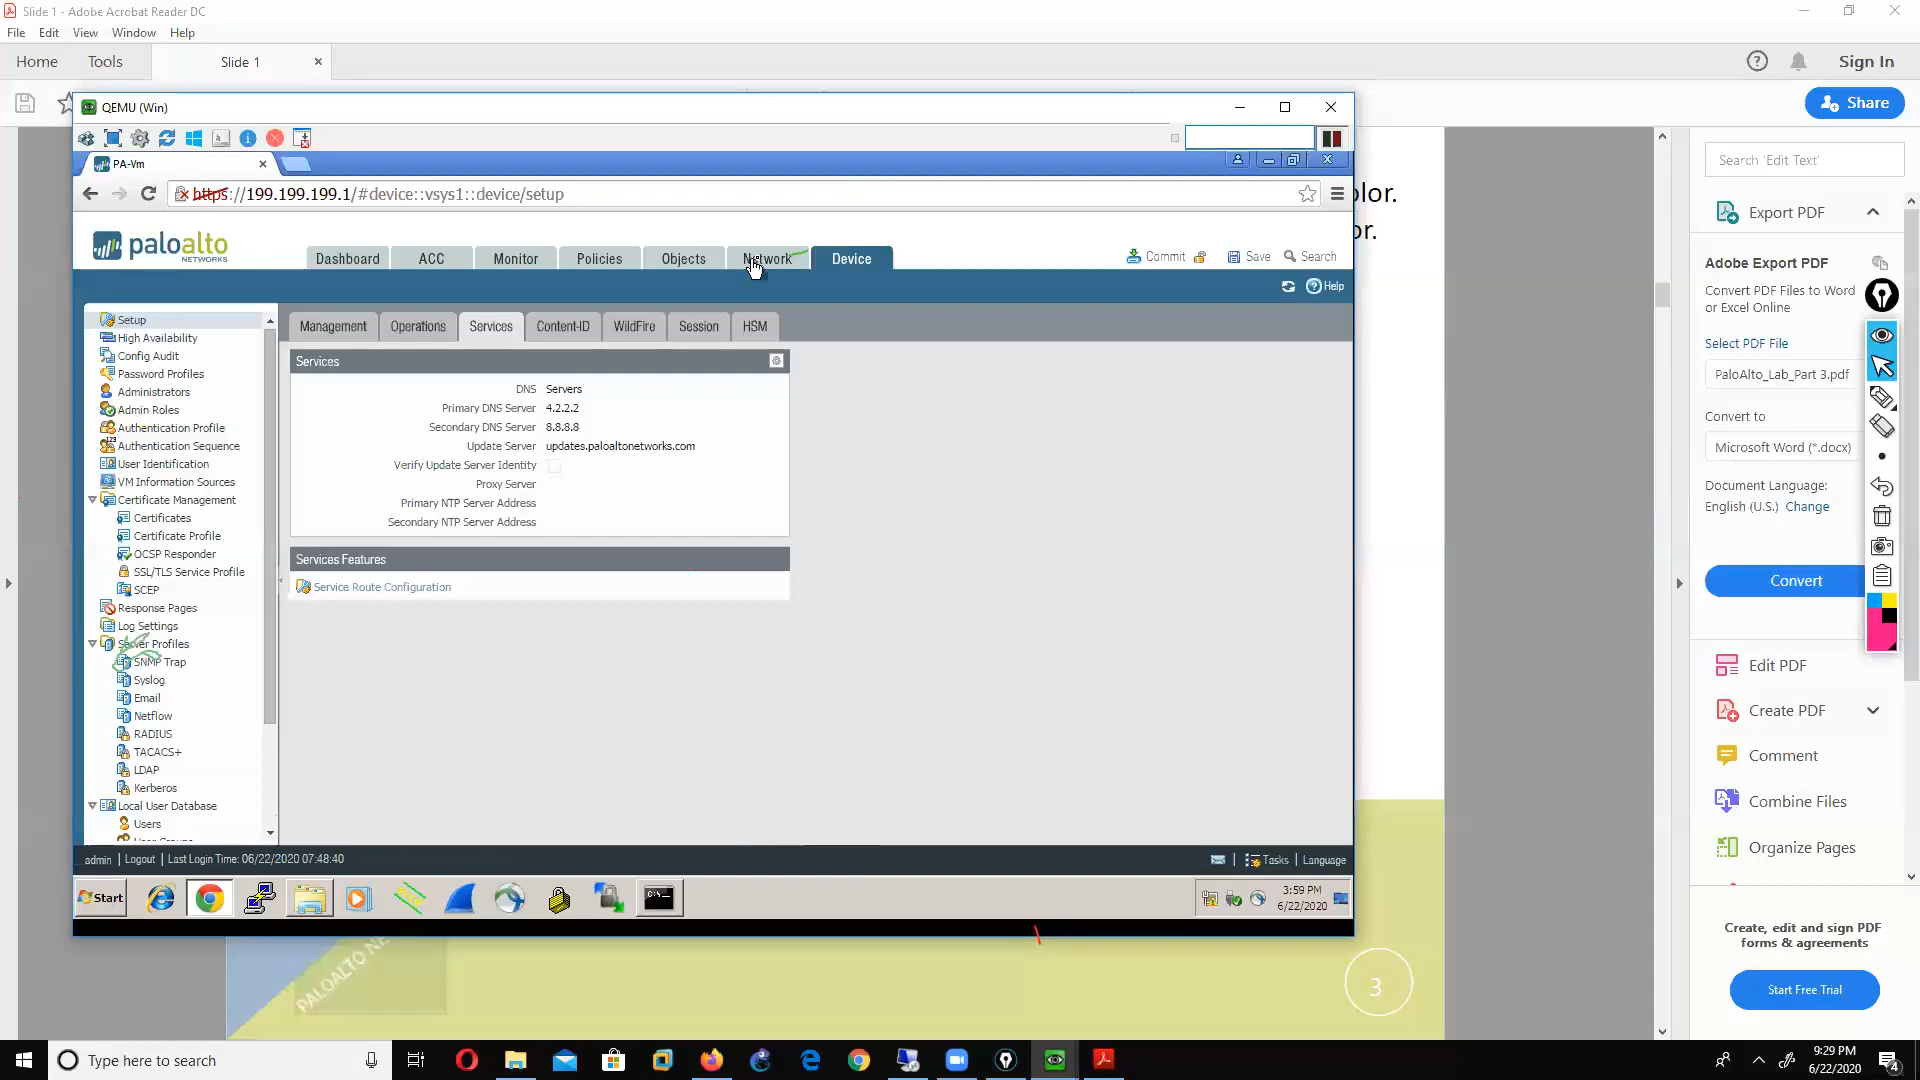 Slide 1 - Adobe Acrobat Reader DC
File Edit View Window Help
Home Tools Slide 1
Sign In
Share
QEMU (Win)
PA-Vm
https://199.199.199.1/#device::vsys1::device/setup
olor.
or.
paloalto
NETWORKS
Dashboard ACC Monitor Policies Objects Network Device
Commit Save Search
Help
Setup
High Availability
Config Audit
Password Profiles
Administrators
Admin Roles
Authentication Profile
Authentication Sequence
User Identification
VM Information Sources
Certificate Management
Certificates
Certificate Profile
OCSP Responder
SSL/TLS Service Profile
SCEP
Response Pages
Log Settings
Server Profiles
SNMP Trap
Syslog
Email
Netflow
RADIUS
TACACS+
LDAP
Kerberos
Local User Database
Users
Management Operations Services Content-ID WildFire Session HSM
Services
DNS Servers
Primary DNS Server 4.2.2.2
Secondary DNS Server 8.8.8.8
Update Server updates.paloaltonetworks.com
Verify Update Server Identity
Proxy Server
Primary NTP Server Address
Secondary NTP Server Address
Services Features
Service Route Configuration
admin | Logout | Last Login Time: 06/22/2020 07:48:40
Tasks | Language
Start
C:\
3:59 PM
6/22/2020
PALOALTO NE
3
Search 'Edit Text'
Export PDF
Adobe Export PDF
Convert PDF Files to Word
or Excel Online
Select PDF File
PaloAlto_Lab_Part 3.pdf
Convert to
Microsoft Word (*.docx)
Document Language:
English (U.S.) Change
Convert
Edit PDF
Create PDF
Comment
Combine Files
Organize Pages
Create, edit and sign PDF
forms & agreements
Start Free Trial
Type here to search
9:29 PM
6/22/2020
4